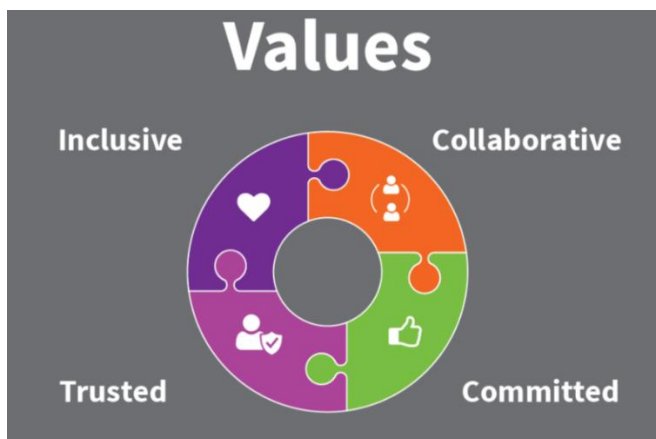 Values
Inclusive
Collaborative
Trusted
Committed